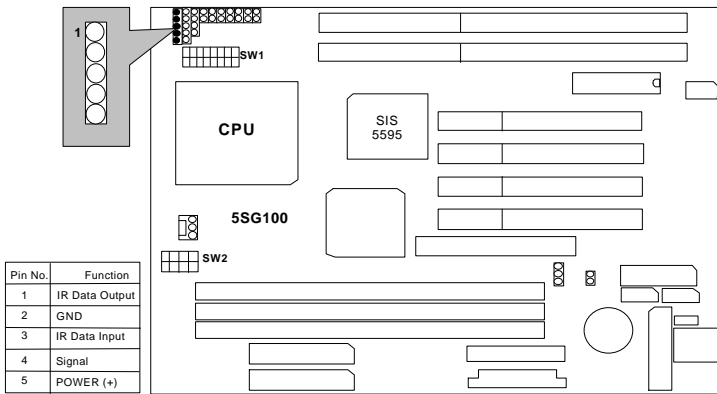 1
SW1
CPU
SIS
5595
5SG100
SW2
Pin No. Function
1 IR Data Output
2 GND
3 IR Data Input
4 Signal
5 POWER (+)